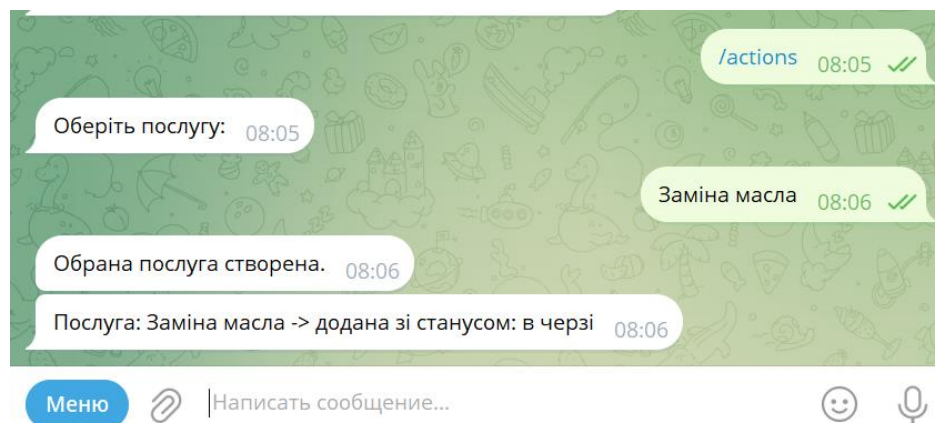 /actions 08:05
Оберіть послугу: 08:05
Заміна масла 08:06
Обрана послуга створена. 08:06
Послуга: Заміна масла -> додана зі станусом: в черзі 08:06
Меню Написать сообщение...